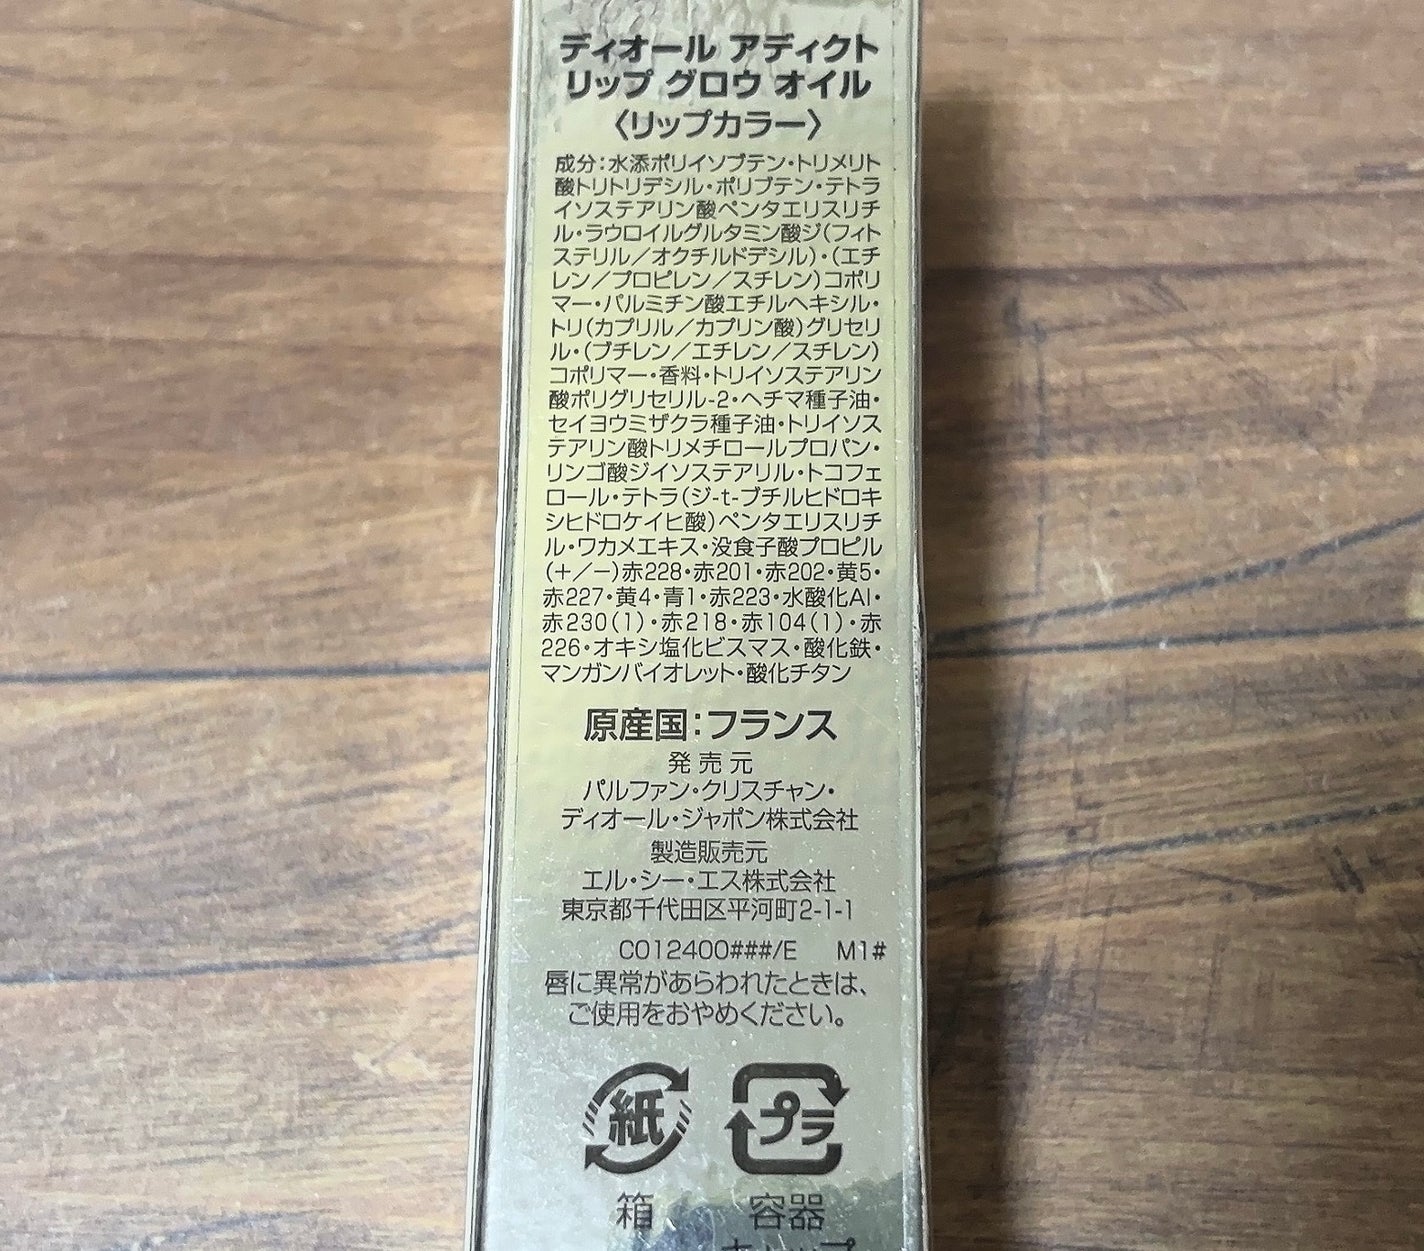 ディオール アディクト
リップ グロウ オイル
〈リップカラー〉
成分：水添ポリイソブテン・トリメリト
酸トリトリデシル・ポリブテン・テトラ
イソステアリン酸ペンタエリスリチ
ル・ラウロイルグルタミン酸ジ（フィト
ステリル／オクチルドデシル）・（エチ
レン／プロピレン／スチレン）コポリ
マー・パルミチン酸エチルヘキシル・
トリ（カプリル／カプリン酸）グリセリ
ル・（ブチレン／エチレン／スチレン）
コポリマー・香料・トリイソステアリン
酸ポリグリセリル-2・ヘチマ種子油・
セイヨウミザクラ種子油・トリイソス
テアリン酸トリメチロールプロパン・
リンゴ酸ジイソステアリル・トコフェ
ロール・テトラ（ジ-t-ブチルヒドロキ
シヒドロケイヒ酸）ペンタエリスリチ
ル・ワカメエキス・没食子酸プロピル
（＋／－）赤228・赤201・赤202・黄5・
赤227・黄4・青1・赤223・水酸化Al・
赤230（1）・赤218・赤104（1）・赤
226・オキシ塩化ビスマス・酸化鉄・
マンガンバイオレット・酸化チタン
原産国：フランス
発売元
パルファン・クリスチャン・
ディオール・ジャポン株式会社
製造販売元
エル・シー・エス株式会社
東京都千代田区平河町2-1-1
C012400###/E M1#
唇に異常があらわれたときは、
ご使用をおやめください。
紙 プラ
箱 容器
キャップ